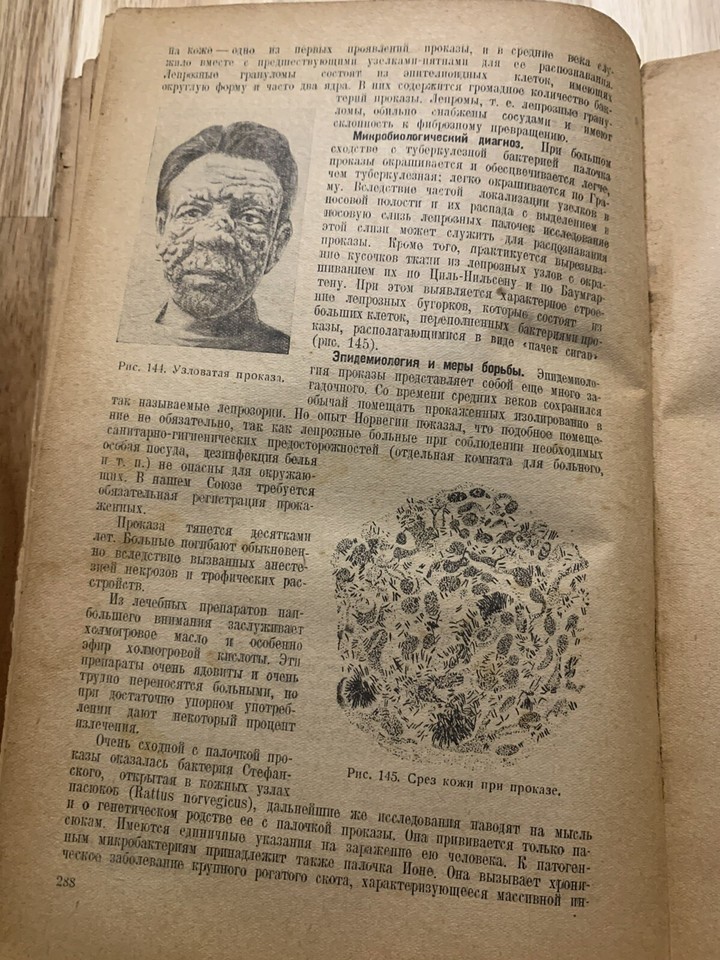 на коже — одно из первых проявлений проказы, и в средние века слу-
жило вместе с предшествующими узелками-пятнами для ее распознавания.
Лепрозные грануломы состоят из эпителиоидных клеток, имеющих
округлую форму и часто два ядра. В них содержится громадное количество бак-
терий проказы. Лепромы, т. е. лепрозные грану-
ломы, обильно снабжены сосудами и имеют
склонность к фиброзному превращению.
Микробиологический диагноз. При большом
сходстве с туберкулезной бактерией палочка
проказы окрашивается и обесцвечивается легче,
чем туберкулезная; легко окрашивается по Гра-
му. Вследствие частой локализации узелков в
носовой полости и их распада с выделением в
носовую слизь лепрозных палочек исследование
этой слизи может служить для распознавания
проказы. Кроме того, практикуется вырезыва-
ние кусочков ткани из лепрозных узлов с окра-
шиванием их по Циль-Нильсену и по Баумгар-
тену. При этом выявляется характерное строе-
ние лепрозных бугорков, которые состоят из
больших клеток, переполненных бактериями про-
казы, располагающимися в виде «пачек сигар»
(рис. 145).
Рис. 144. Узловатая проказа.
Эпидемиология и меры борьбы. Эпидемиоло-
гия проказы представляет собой еще много за-
гадочного. Со времени средних веков сохранился
обычай помещать прокаженных изолированно в
так называемые лепрозории. Но опыт Норвегии показал, что подобное помеще-
ние не обязательно, так как лепрозные больные при соблюдении необходимых
санитарно-гигиенических предосторожностей (отдельная комната для больного,
особая посуда, дезинфекция белья
и т. п.) не опасны для окружаю-
щих. В нашем Союзе требуется
обязательная регистрация прока-
женных.
Проказа тянется десятками
лет. Больные погибают обыкновен-
но вследствие вызванных анесте-
зией некрозов и трофических рас-
стройств.
Из лечебных препаратов наи-
большего внимания заслуживает
холмогровое масло и особенно
эфир холмогровой кислоты. Эти
препараты очень ядовиты и очень
трудно переносятся больными, но
при достаточно упорном употреб-
лении дают некоторый процент
излечения.
Очень сходной с палочкой про-
казы оказалась бактерия Стефан-
ского, открытая в кожных узлах
Рис. 145. Срез кожи при проказе.
пасюков (Rattus norvegicus), дальнейшие же исследования наводят на мысль
и о генетическом родстве ее с палочкой проказы. Она прививается только па-
сюкам. Имеются единичные указания на заражение ею человека. К патоген-
ным микробактериям принадлежит также палочка Ионе. Она вызывает хрони-
ческое заболевание крупного рогатого скота, характеризующееся массивной ин-
288